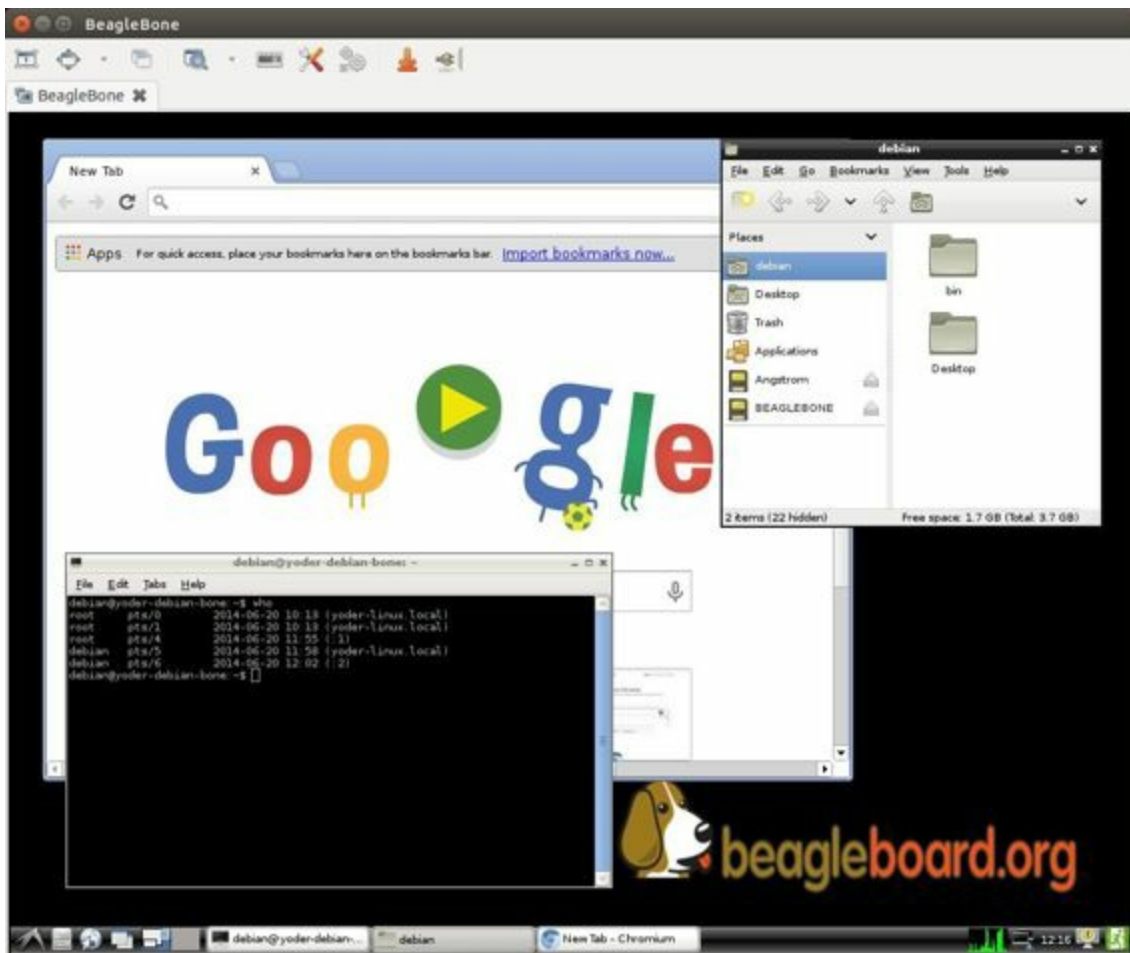 BeagleBone
BeagleBone
New Tab
Apps For quick access, place your bookmarks here on the bookmarks bar. Import bookmarks now...
Google
debian
File Edit Go Bookmarks View Tools Help
Places
debian
Desktop
Trash
Applications
Angstrom
BEAGLEBONE
bin
Desktop
2 items (22 hidden) Free space: 1.7 GB (Total: 3.7 GB)
debian@yoder-debian-bone: ~
File Edit Tabs Help
debian@yoder-debian-bone:~$ who
root pts/0 2014-06-20 10:13 (yoder-linux.local)
root pts/1 2014-06-20 10:13 (yoder-linux.local)
root pts/4 2014-06-20 11:55 (:1)
debian pts/5 2014-06-20 11:58 (yoder-linux.local)
debian pts/6 2014-06-20 12:02 (:2)
debian@yoder-debian-bone:~$
beagleboard.org
debian@yoder-debian-... debian New Tab - Chromium 12:16